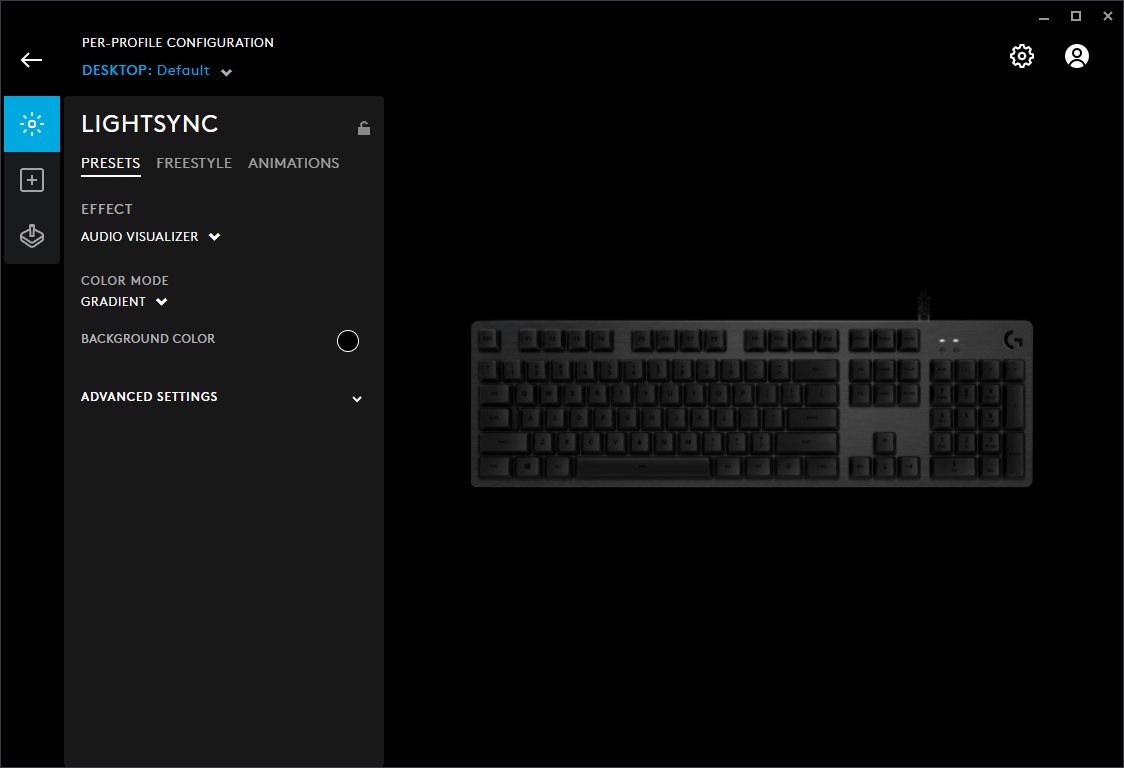 PER-PROFILE CONFIGURATION
DESKTOP: Default
LIGHTSYNC
PRESETS FREESTYLE ANIMATIONS
EFFECT
AUDIO VISUALIZER
COLOR MODE
GRADIENT
BACKGROUND COLOR
ADVANCED SETTINGS